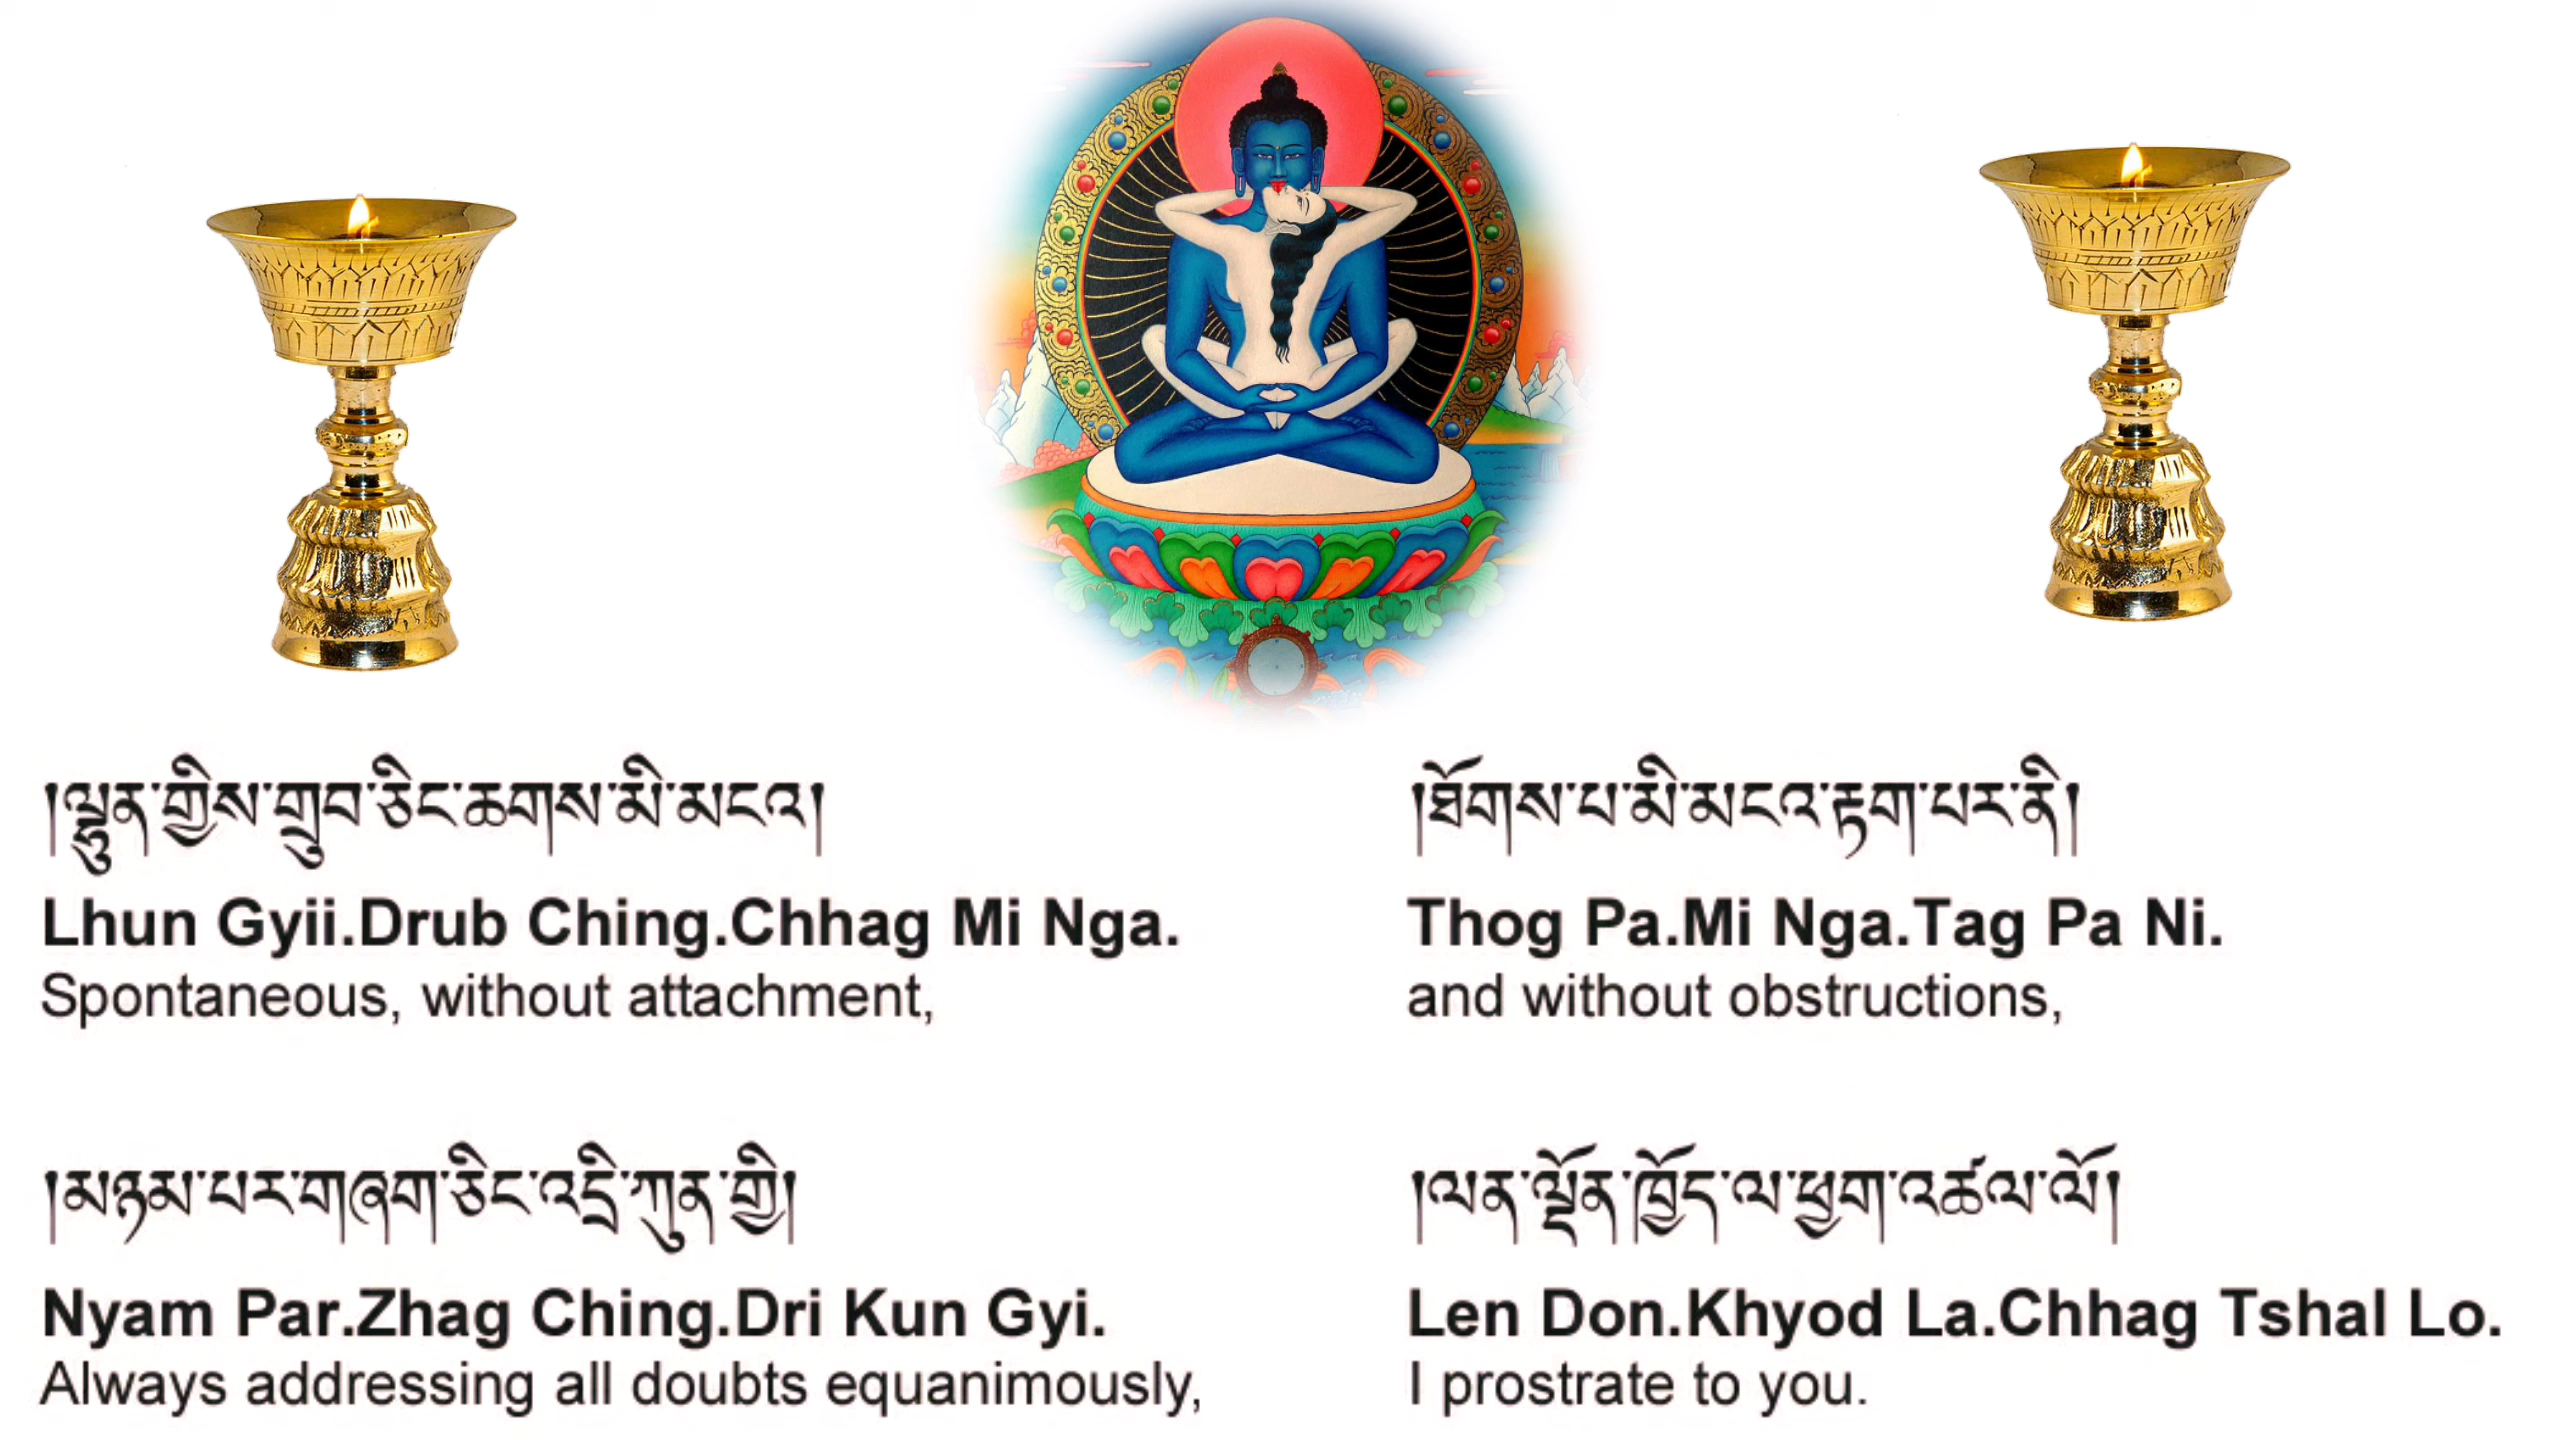 །ལྷུན་གྱིས་གྲུབ་ཅིང་ཆགས་མི་མངའ།
Lhun Gyii.Drub Ching.Chhag Mi Nga.
Spontaneous, without attachment,
།ཐོགས་པ་མི་མངའ་རྟག་པར་ནི།
Thog Pa.Mi Nga.Tag Pa Ni.
and without obstructions,
།མཉམ་པར་གཞག་ཅིང་འདྲི་ཀུན་གྱི།
Nyam Par.Zhag Ching.Dri Kun Gyi.
Always addressing all doubts equanimously,
།ལན་ལྡོན་ཁྱོད་ལ་ཕྱག་འཚལ་ལོ།
Len Don.Khyod La.Chhag Tshal Lo.
I prostrate to you.